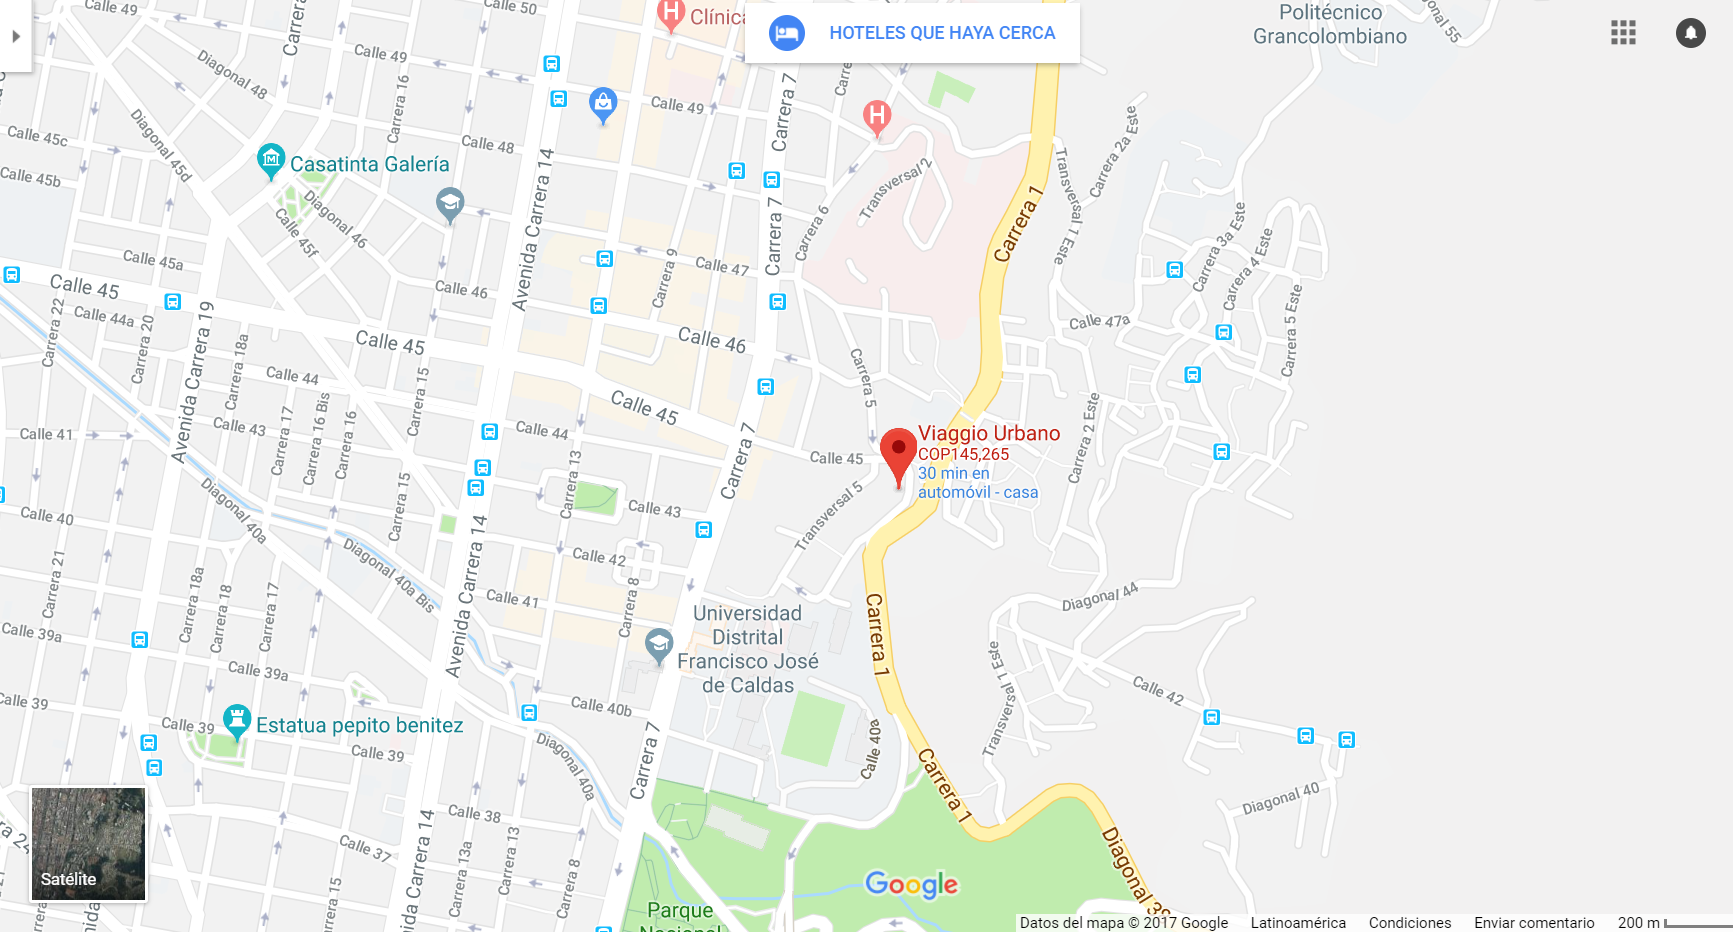 Carrera
Calle 50
Clínica
HOTELES QUE HAYA CERCA
Politécnico
Grancolombiano
Calle 49
Diagonal 48
Carrera 16
Calle 49
Carrera 7
Carrera 2a Este
Calle 45c
Diagonal 45d
Calle 48
Casatinta Galería
Calle 45b
Transversal 2
Transversal 1 Este
Carrera 1
Diagonal 46
Calle 45f
Avenida Carrera 14
Carrera 7
Carrera 6
Carrera 3a Este
Carrera 4 Este
Calle 45a
Calle 47
Carrera 9
Calle 45
Calle 46
Calle 44a
Carrera 22
Carrera 20
Avenida Carrera 19
Carrera 18a
Calle 45
Calle 46
Calle 47a
Carrera 5 Este
Calle 44
Carrera 15
Calle 45
Carrera 5
Carrera 2 Este
Calle 41
Calle 43
Carrera 17
Carrera 16 Bis
Carrera 16
Calle 44
Carrera 13
Carrera 7
Calle 45
Viaggio Urbano
COP145,265
30 min en
automóvil - casa
Calle 40
Diagonal 40a
Carrera 15
Calle 43
Transversal 5
Carrera 21
Carrera 18a
Carrera 18
Carrera 17
Diagonal 40a Bis
Avenida Carrera 14
Calle 42
Calle 41
Carrera 8
Diagonal 44
Universidad
Distrital
Francisco José
de Caldas
Carrera 1
Calle 39a
Calle 39a
Transversal 1 Este
Calle 42
Calle 39
Calle 39
Estatua pepito benitez
Calle 39
Calle 40b
Diagonal 40a
Carrera 7
Calle 40a
Carrera 1
Diagonal 40
Calle 38
Calle 37
Avenida Carrera 14
Carrera 13a
Carrera 13
Carrera 8
Carrera 15
Satélite
Google
Parque
Nacional
Datos del mapa © 2017 Google
Latinoamérica
Condiciones
Enviar comentario
200 m